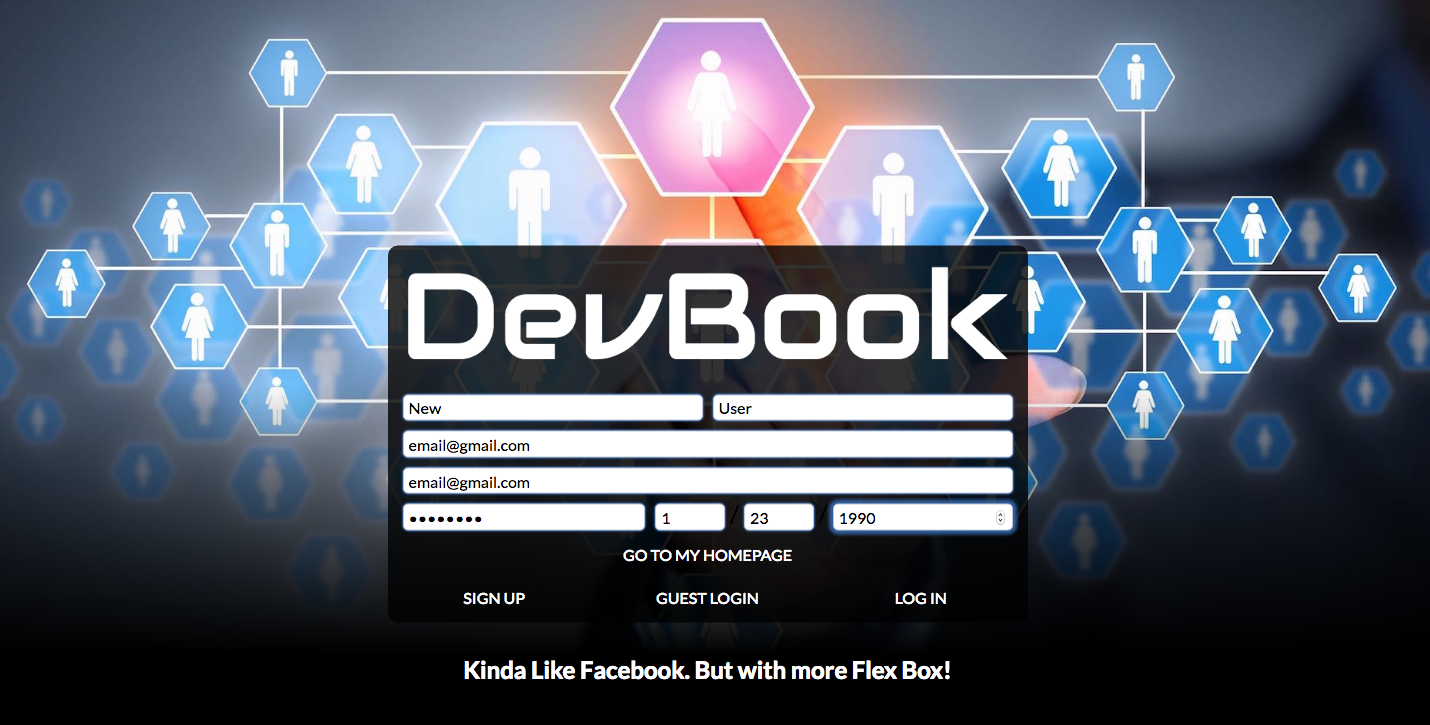 DevBook
New User
email@gmail.com
email@gmail.com
•••••••• 1 / 23 / 1990
GO TO MY HOMEPAGE
SIGN UP GUEST LOGIN LOG IN
Kinda Like Facebook. But with more Flex Box!